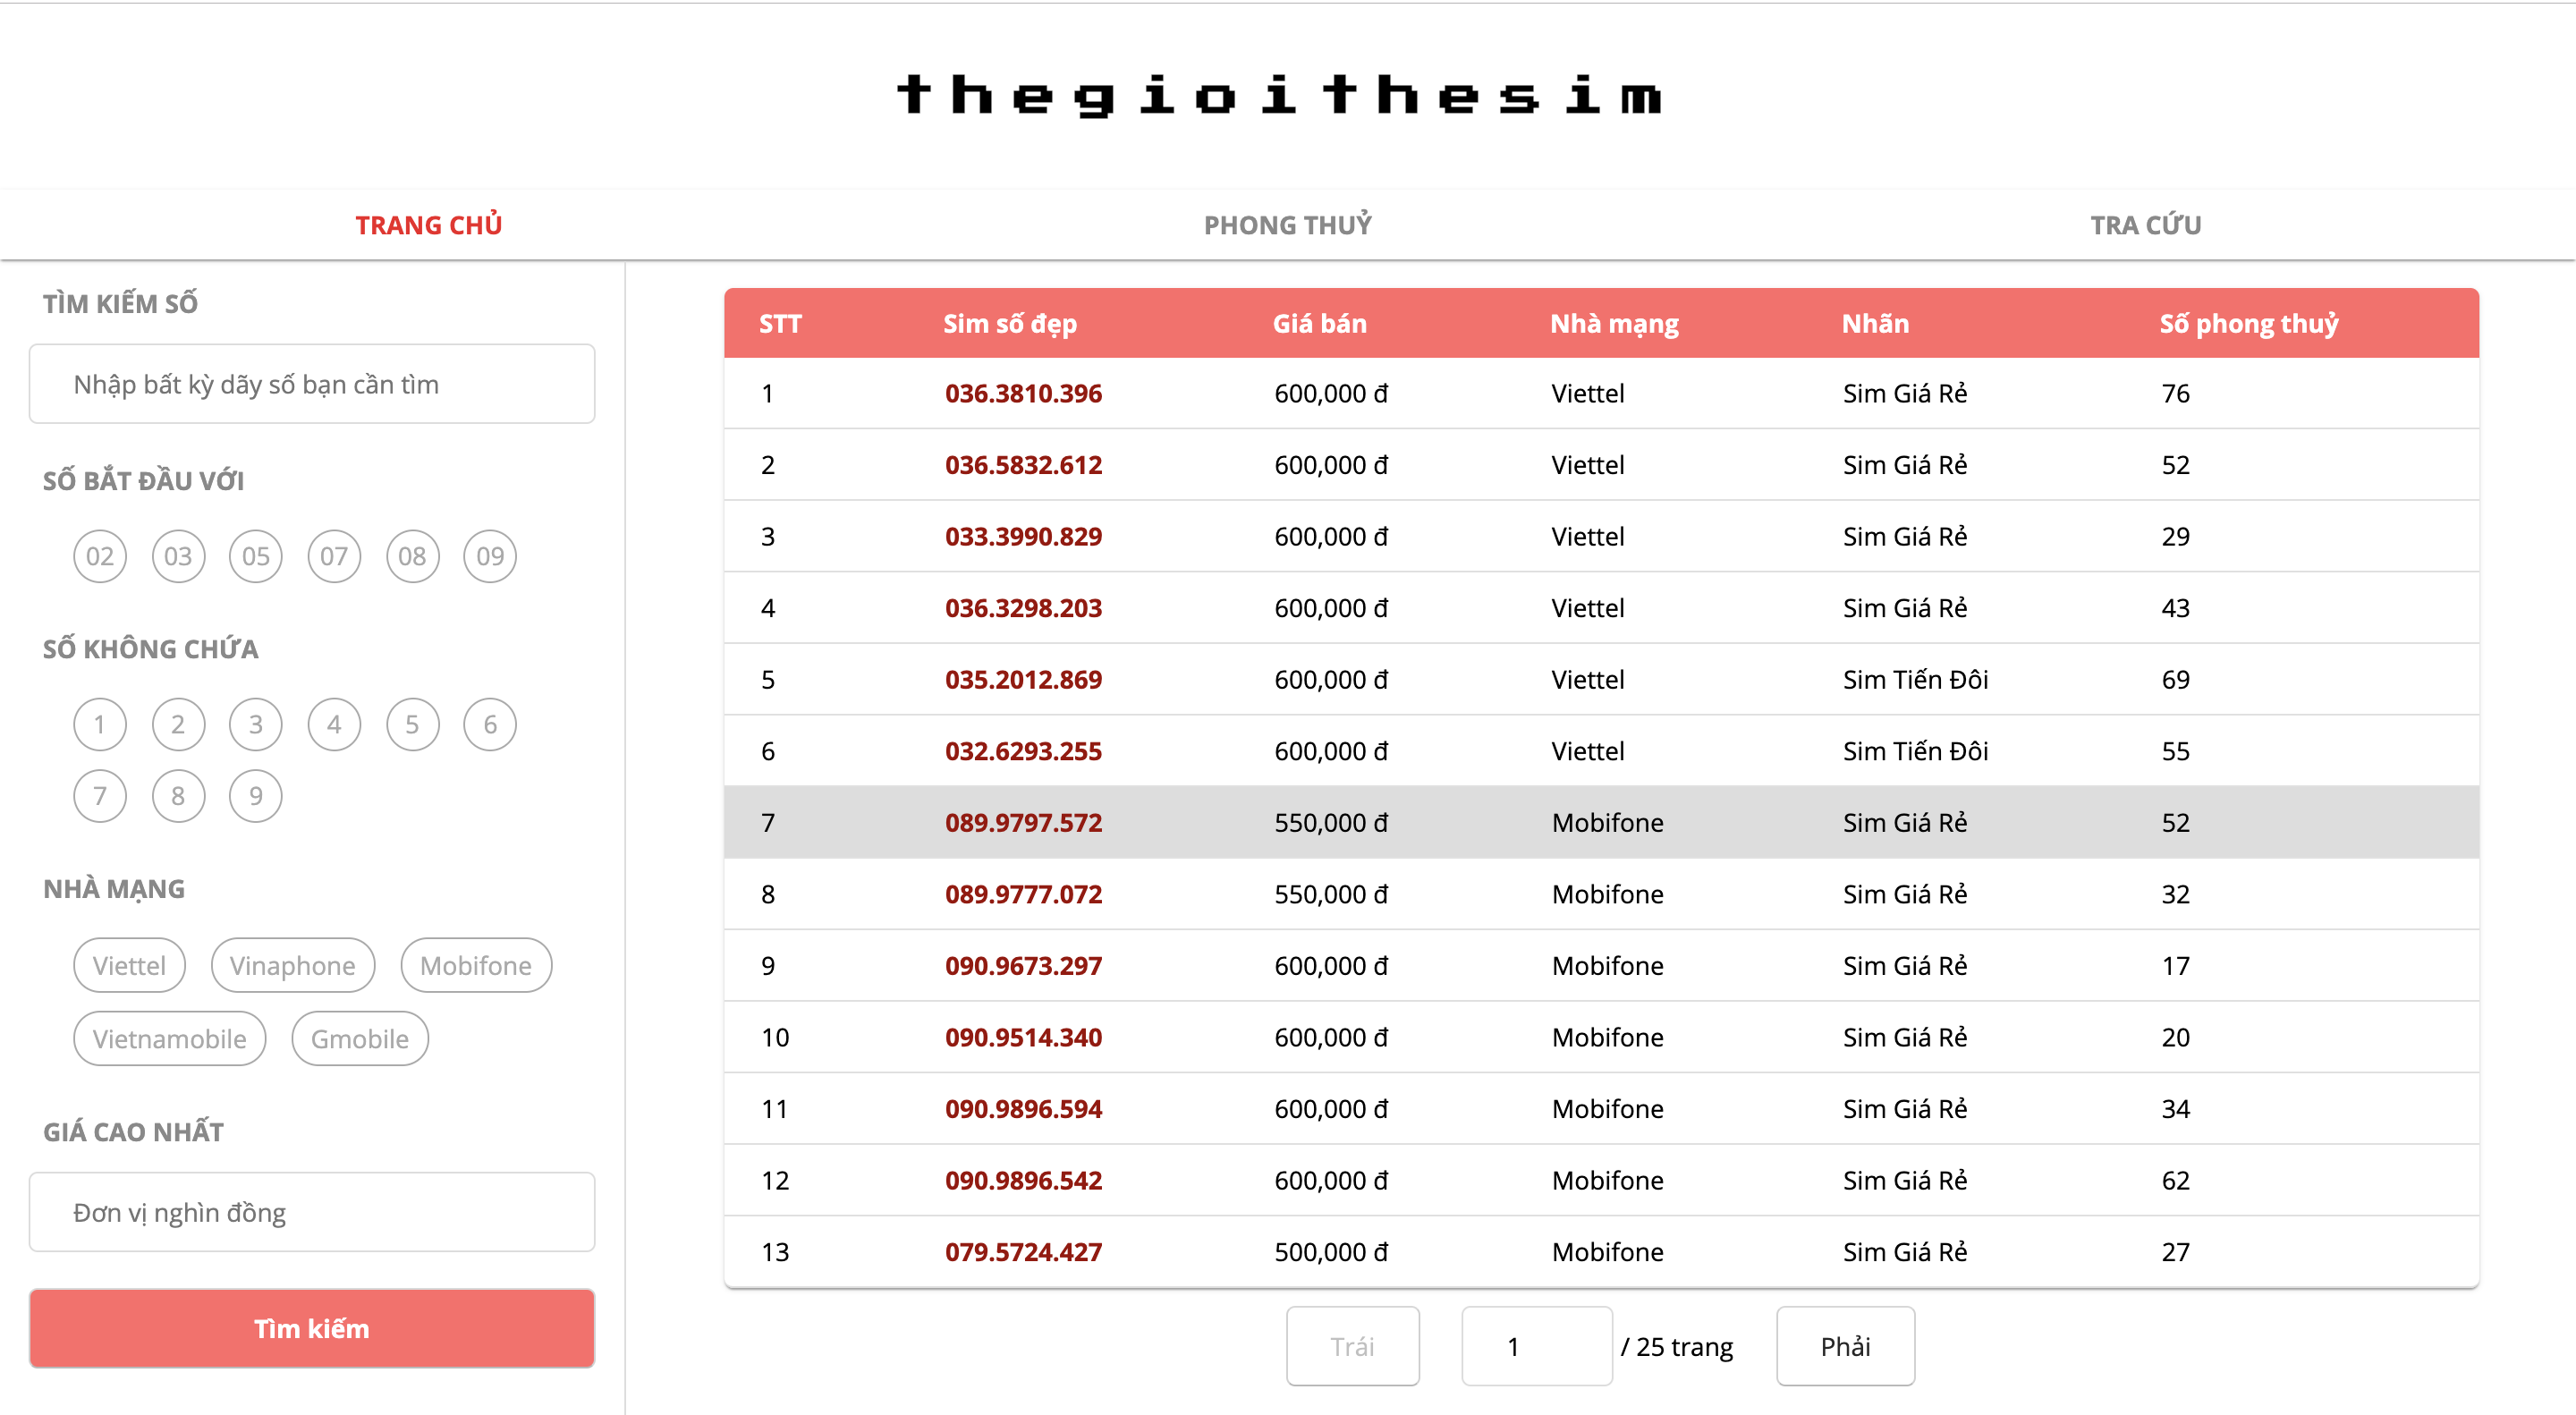 thegioithesim
TRANG CHỦ PHONG THUỶ TRA CỨU
TÌM KIẾM SỐ
Nhập bất kỳ dãy số bạn cần tìm
SỐ BẮT ĐẦU VỚI
02 03 05 07 08 09
SỐ KHÔNG CHỨA
1 2 3 4 5 6
7 8 9
NHÀ MẠNG
Viettel Vinaphone Mobifone
Vietnamobile Gmobile
GIÁ CAO NHẤT
Đơn vị nghìn đồng
Tìm kiếm
STT Sim số đẹp Giá bán Nhà mạng Nhãn Số phong thuỷ
1 036.3810.396 600,000 đ Viettel Sim Giá Rẻ 76
2 036.5832.612 600,000 đ Viettel Sim Giá Rẻ 52
3 033.3990.829 600,000 đ Viettel Sim Giá Rẻ 29
4 036.3298.203 600,000 đ Viettel Sim Giá Rẻ 43
5 035.2012.869 600,000 đ Viettel Sim Tiến Đôi 69
6 032.6293.255 600,000 đ Viettel Sim Tiến Đôi 55
7 089.9797.572 550,000 đ Mobifone Sim Giá Rẻ 52
8 089.9777.072 550,000 đ Mobifone Sim Giá Rẻ 32
9 090.9673.297 600,000 đ Mobifone Sim Giá Rẻ 17
10 090.9514.340 600,000 đ Mobifone Sim Giá Rẻ 20
11 090.9896.594 600,000 đ Mobifone Sim Giá Rẻ 34
12 090.9896.542 600,000 đ Mobifone Sim Giá Rẻ 62
13 079.5724.427 500,000 đ Mobifone Sim Giá Rẻ 27
Trái 1 / 25 trang Phải